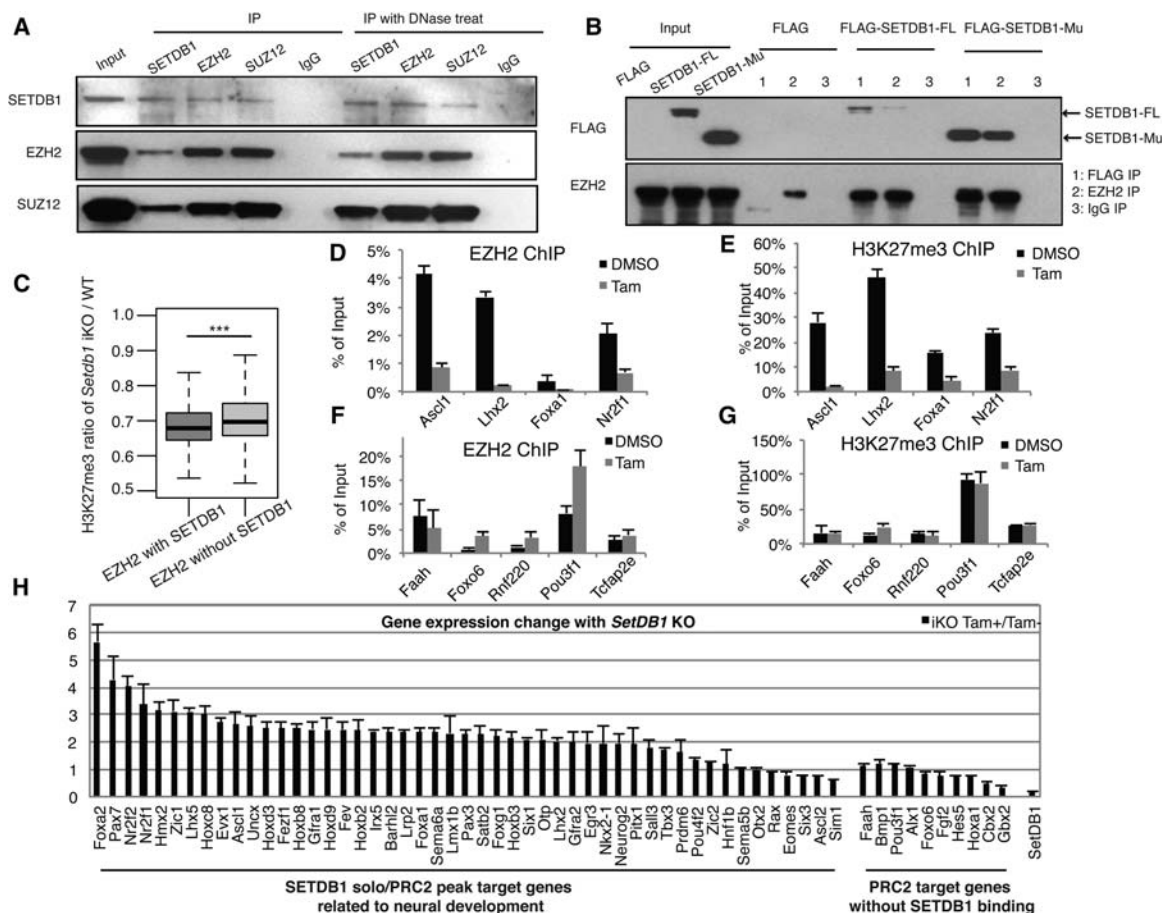 A
IP
IP with DNase treat
Input
SETDB1
EZH2
SUZ12
IgG
SETDB1
EZH2
SUZ12
IgG
SETDB1
EZH2
SUZ12
B
Input
FLAG
FLAG-SETDB1-FL
FLAG-SETDB1-Mu
FLAG
SETDB1-FL
SETDB1-Mu
1 2 3
1 2 3
1 2 3
FLAG
SETDB1-FL
SETDB1-Mu
EZH2
1: FLAG IP
2: EZH2 IP
3: IgG IP
C
H3K27me3 ratio of Setdb1 iKO / WT
1.0
0.9
0.8
0.7
0.6
0.5
***
EZH2 with SETDB1
EZH2 without SETDB1
D
EZH2 ChIP
DMSO
Tam
% of Input
5%
4%
3%
2%
1%
0%
Ascl1
Lhx2
Foxa1
Nr2f1
E
H3K27me3 ChIP
DMSO
Tam
% of Input
60%
50%
40%
30%
20%
10%
0%
Ascl1
Lhx2
Foxa1
Nr2f1
F
EZH2 ChIP
DMSO
Tam
% of Input
20%
15%
10%
5%
0%
Faah
Foxo6
Rnf220
Pou3f1
Tcfap2e
G
H3K27me3 ChIP
DMSO
Tam
% of Input
150%
100%
50%
0%
Faah
Foxo6
Rnf220
Pou3f1
Tcfap2e
H
Gene expression change with SetDB1 KO
iKO Tam+/Tam-
7
6
5
4
3
2
1
0
Foxa2
Pax7
Nr2f2
Nr2f1
Hmx2
Zic1
Lhx5
Hoxc8
Evx1
Ascl1
Uncx
Hoxd3
Fezf1
Hoxb8
Gfra1
Hoxd9
Fev
Hoxb2
Irx5
Barhl2
Lrp2
Foxa1
Sema6a
Lmx1b
Pax3
Satb2
Foxg1
Hoxb3
Six1
Otp
Lhx2
Gfra2
Egr3
Nkx2-1
Neurog2
Pitx1
Sall3
Tbx3
Prdm6
Pou4f2
Zic2
Hnf1b
Sema5b
Otx2
Rax
Eomes
Six3
Ascl2
Sim1
Faah
Bmp1
Pou3f1
Alx1
Foxo6
Fgf2
Hes5
Hoxa1
Cbx2
Gbx2
SetDB1
SETDB1 solo/PRC2 peak target genes
related to neural development
PRC2 target genes
without SETDB1 binding